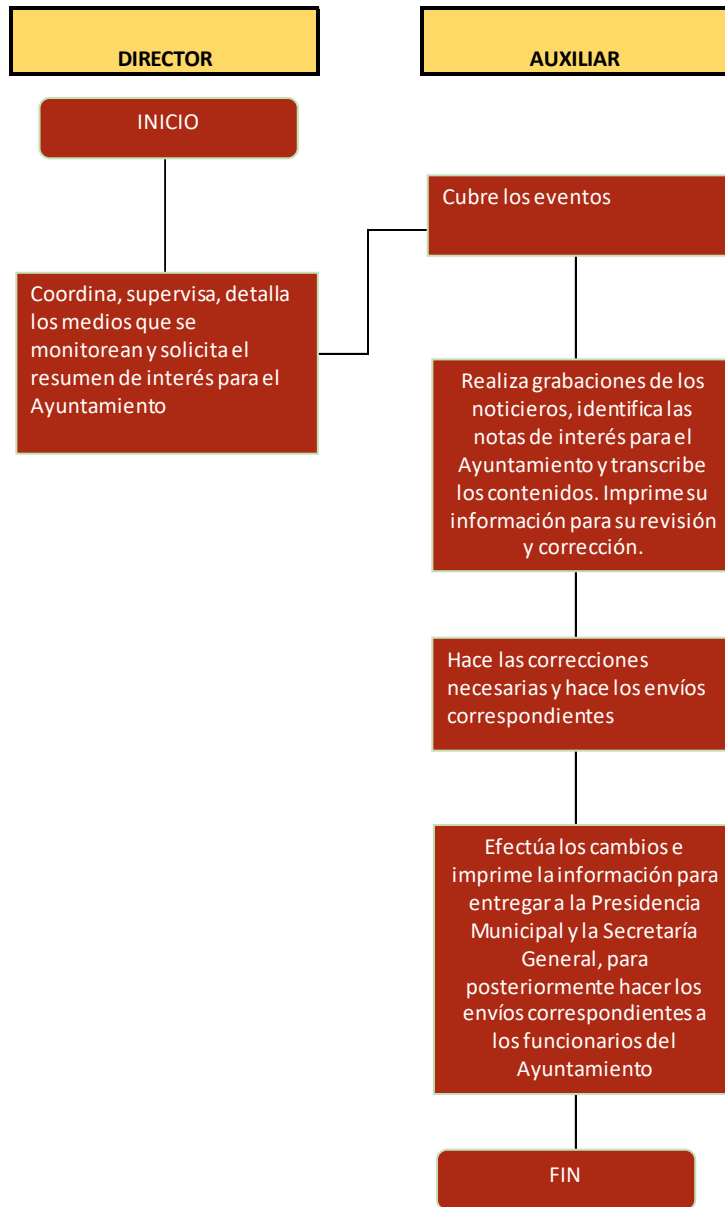 DIRECTOR
AUXILIAR
INICIO
Coordina, supervisa, detalla
los medios que se
monitorean y solicita el
resumen de interés para el
Ayuntamiento
Cubre los eventos
Realiza grabaciones de los
noticieros, identifica las
notas de interés para el
Ayuntamiento y transcribe
los contenidos. Imprime su
información para su revisión
y corrección.
Hace las correcciones
necesarias y hace los envíos
correspondientes
Efectúa los cambios e
imprime la información para
entregar a la Presidencia
Municipal y la Secretaría
General, para
posteriormente hacer los
envíos correspondientes a
los funcionarios del
Ayuntamiento
FIN